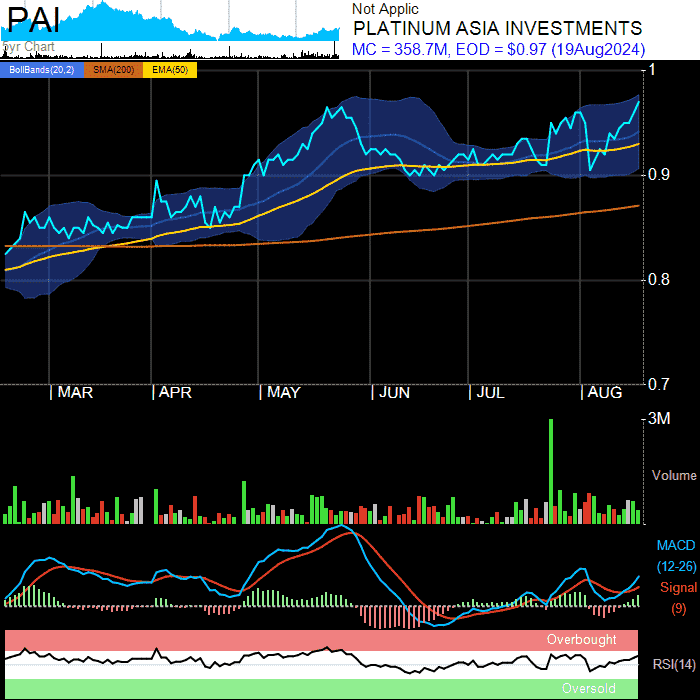 PAI
5yr Chart
Not Applic
PLATINUM ASIA INVESTMENTS
MC = 358.7M, EOD = $0.97 (19Aug2024)
BollBands(20,2) SMA(200) EMA(50)
1
0.9
0.8
0.7
MAR APR MAY JUN JUL AUG
3M
Volume
MACD
(12-26)
Signal
(9)
Overbought
RSI(14)
Oversold